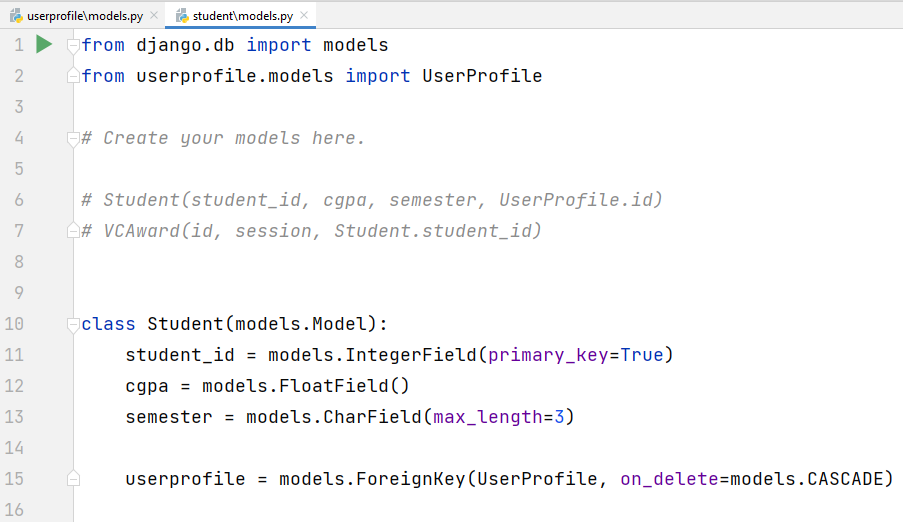 userprofile\models.py student\models.py
1 from django.db import models
2 from userprofile.models import UserProfile
3
4 # Create your models here.
5
6 # Student(student_id, cgpa, semester, UserProfile.id)
7 # VCAward(id, session, Student.student_id)
8
9
10 class Student(models.Model):
11     student_id = models.IntegerField(primary_key=True)
12     cgpa = models.FloatField()
13     semester = models.CharField(max_length=3)
14
15     userprofile = models.ForeignKey(UserProfile, on_delete=models.CASCADE)
16